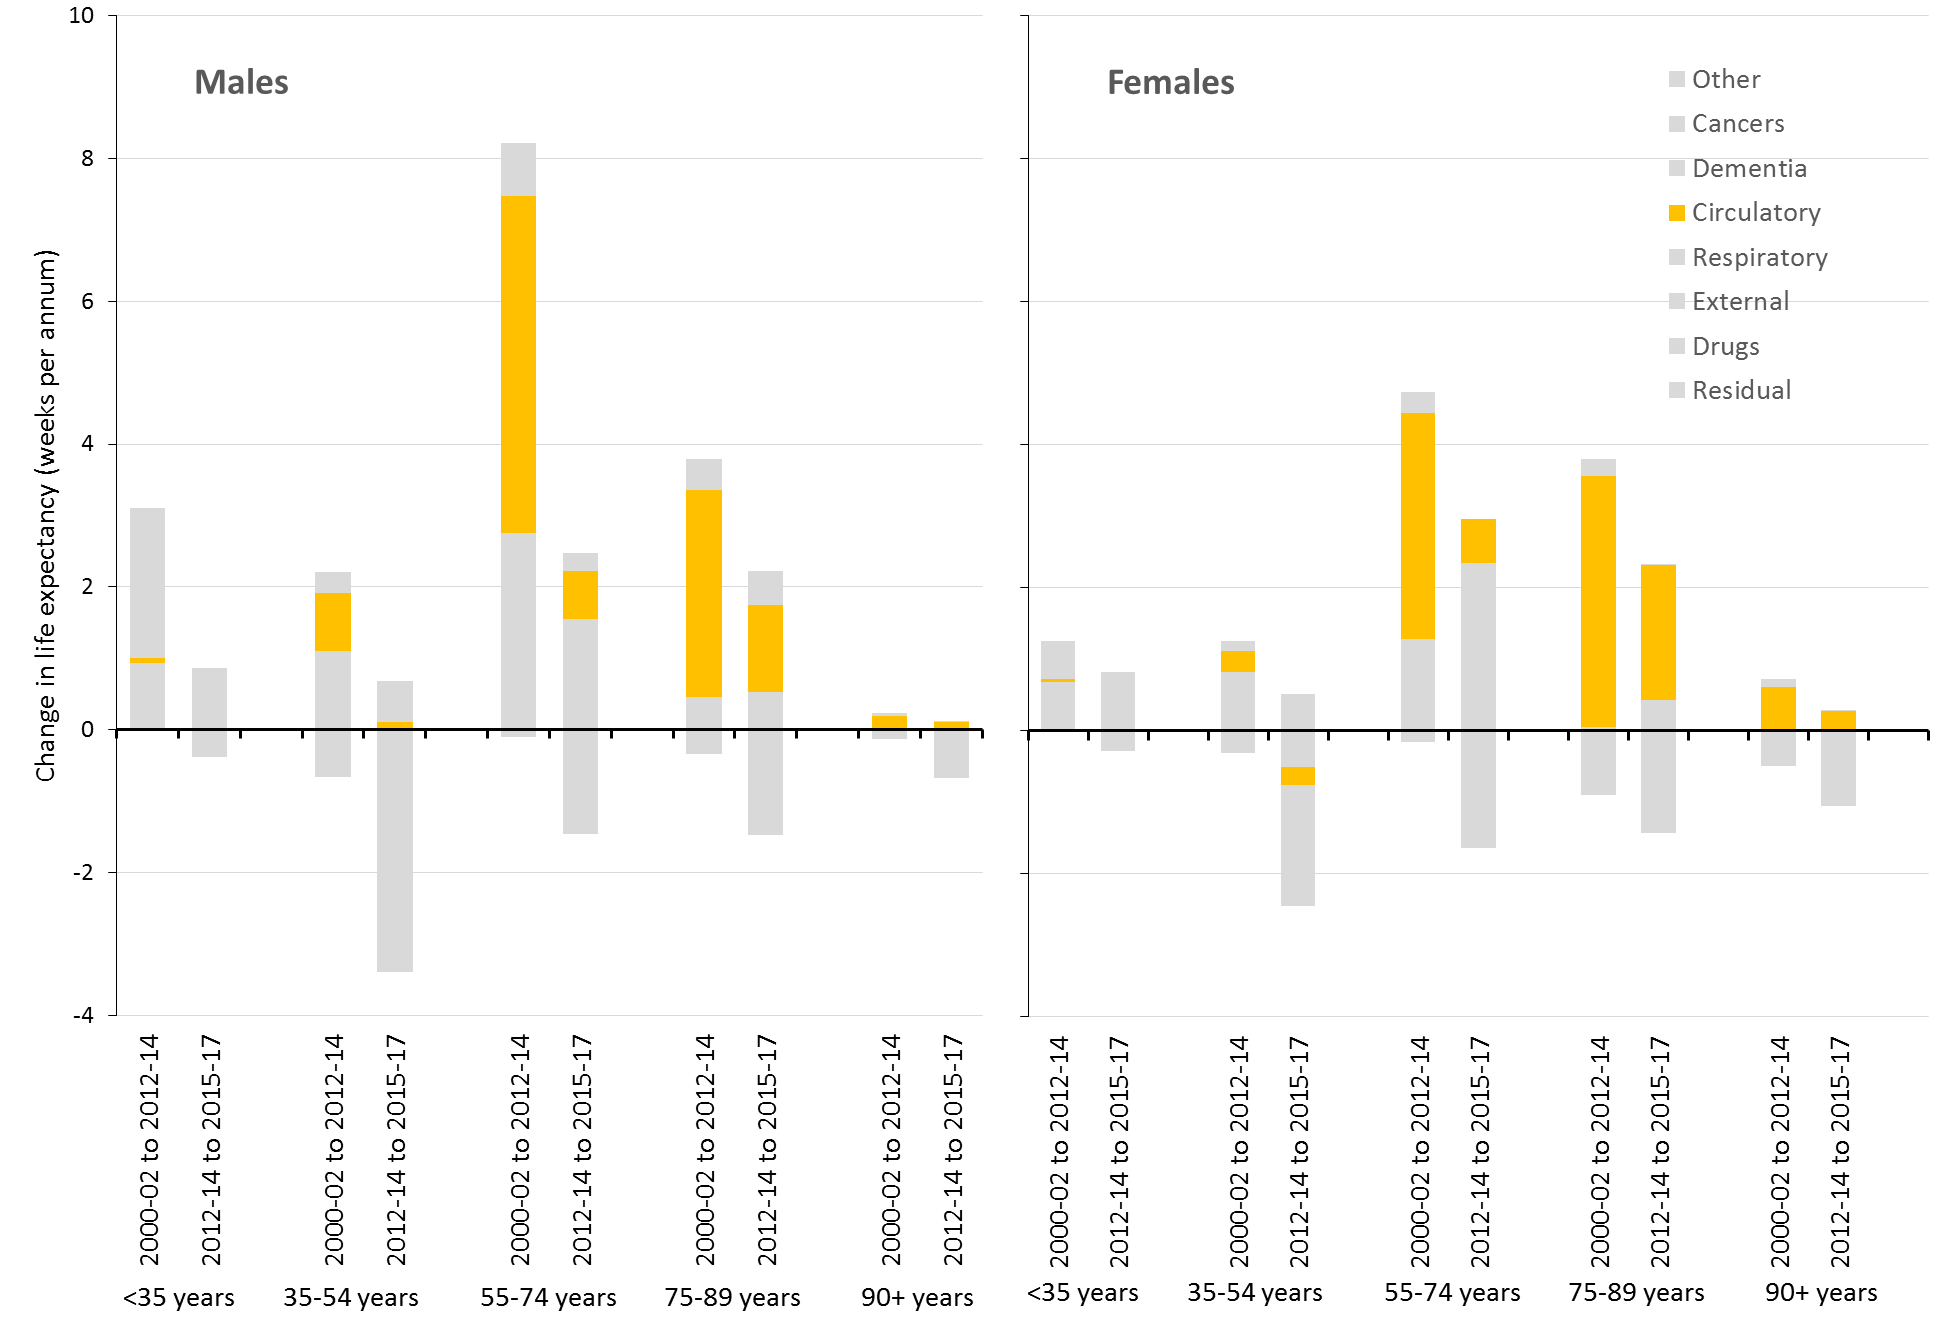 Males
Females
Other
Cancers
Dementia
Circulatory
Respiratory
External
Drugs
Residual
Change in life expectancy (weeks per annum)
10
8
6
4
2
0
-2
-4
2000-02 to 2012-14
2012-14 to 2015-17
2000-02 to 2012-14
2012-14 to 2015-17
2000-02 to 2012-14
2012-14 to 2015-17
2000-02 to 2012-14
2012-14 to 2015-17
2000-02 to 2012-14
2012-14 to 2015-17
<35 years
35-54 years
55-74 years
75-89 years
90+ years
2000-02 to 2012-14
2012-14 to 2015-17
2000-02 to 2012-14
2012-14 to 2015-17
2000-02 to 2012-14
2012-14 to 2015-17
2000-02 to 2012-14
2012-14 to 2015-17
2000-02 to 2012-14
2012-14 to 2015-17
<35 years
35-54 years
55-74 years
75-89 years
90+ years